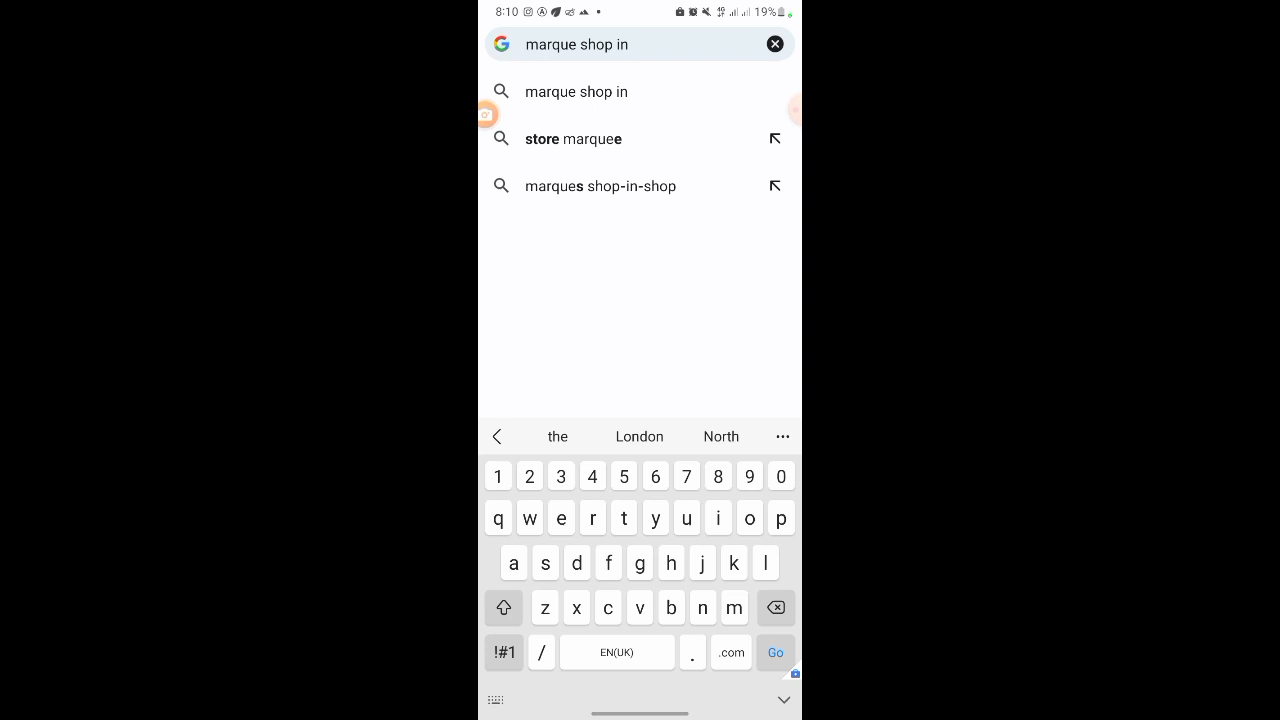 8:10 19%
marque shop in
marque shop in
store marquee
marques shop-in-shop
the London North
1 2 3 4 5 6 7 8 9 0
q w e r t y u i o p
a s d f g h j k l
z x c v b n m
!#1 / EN(UK) . .com Go